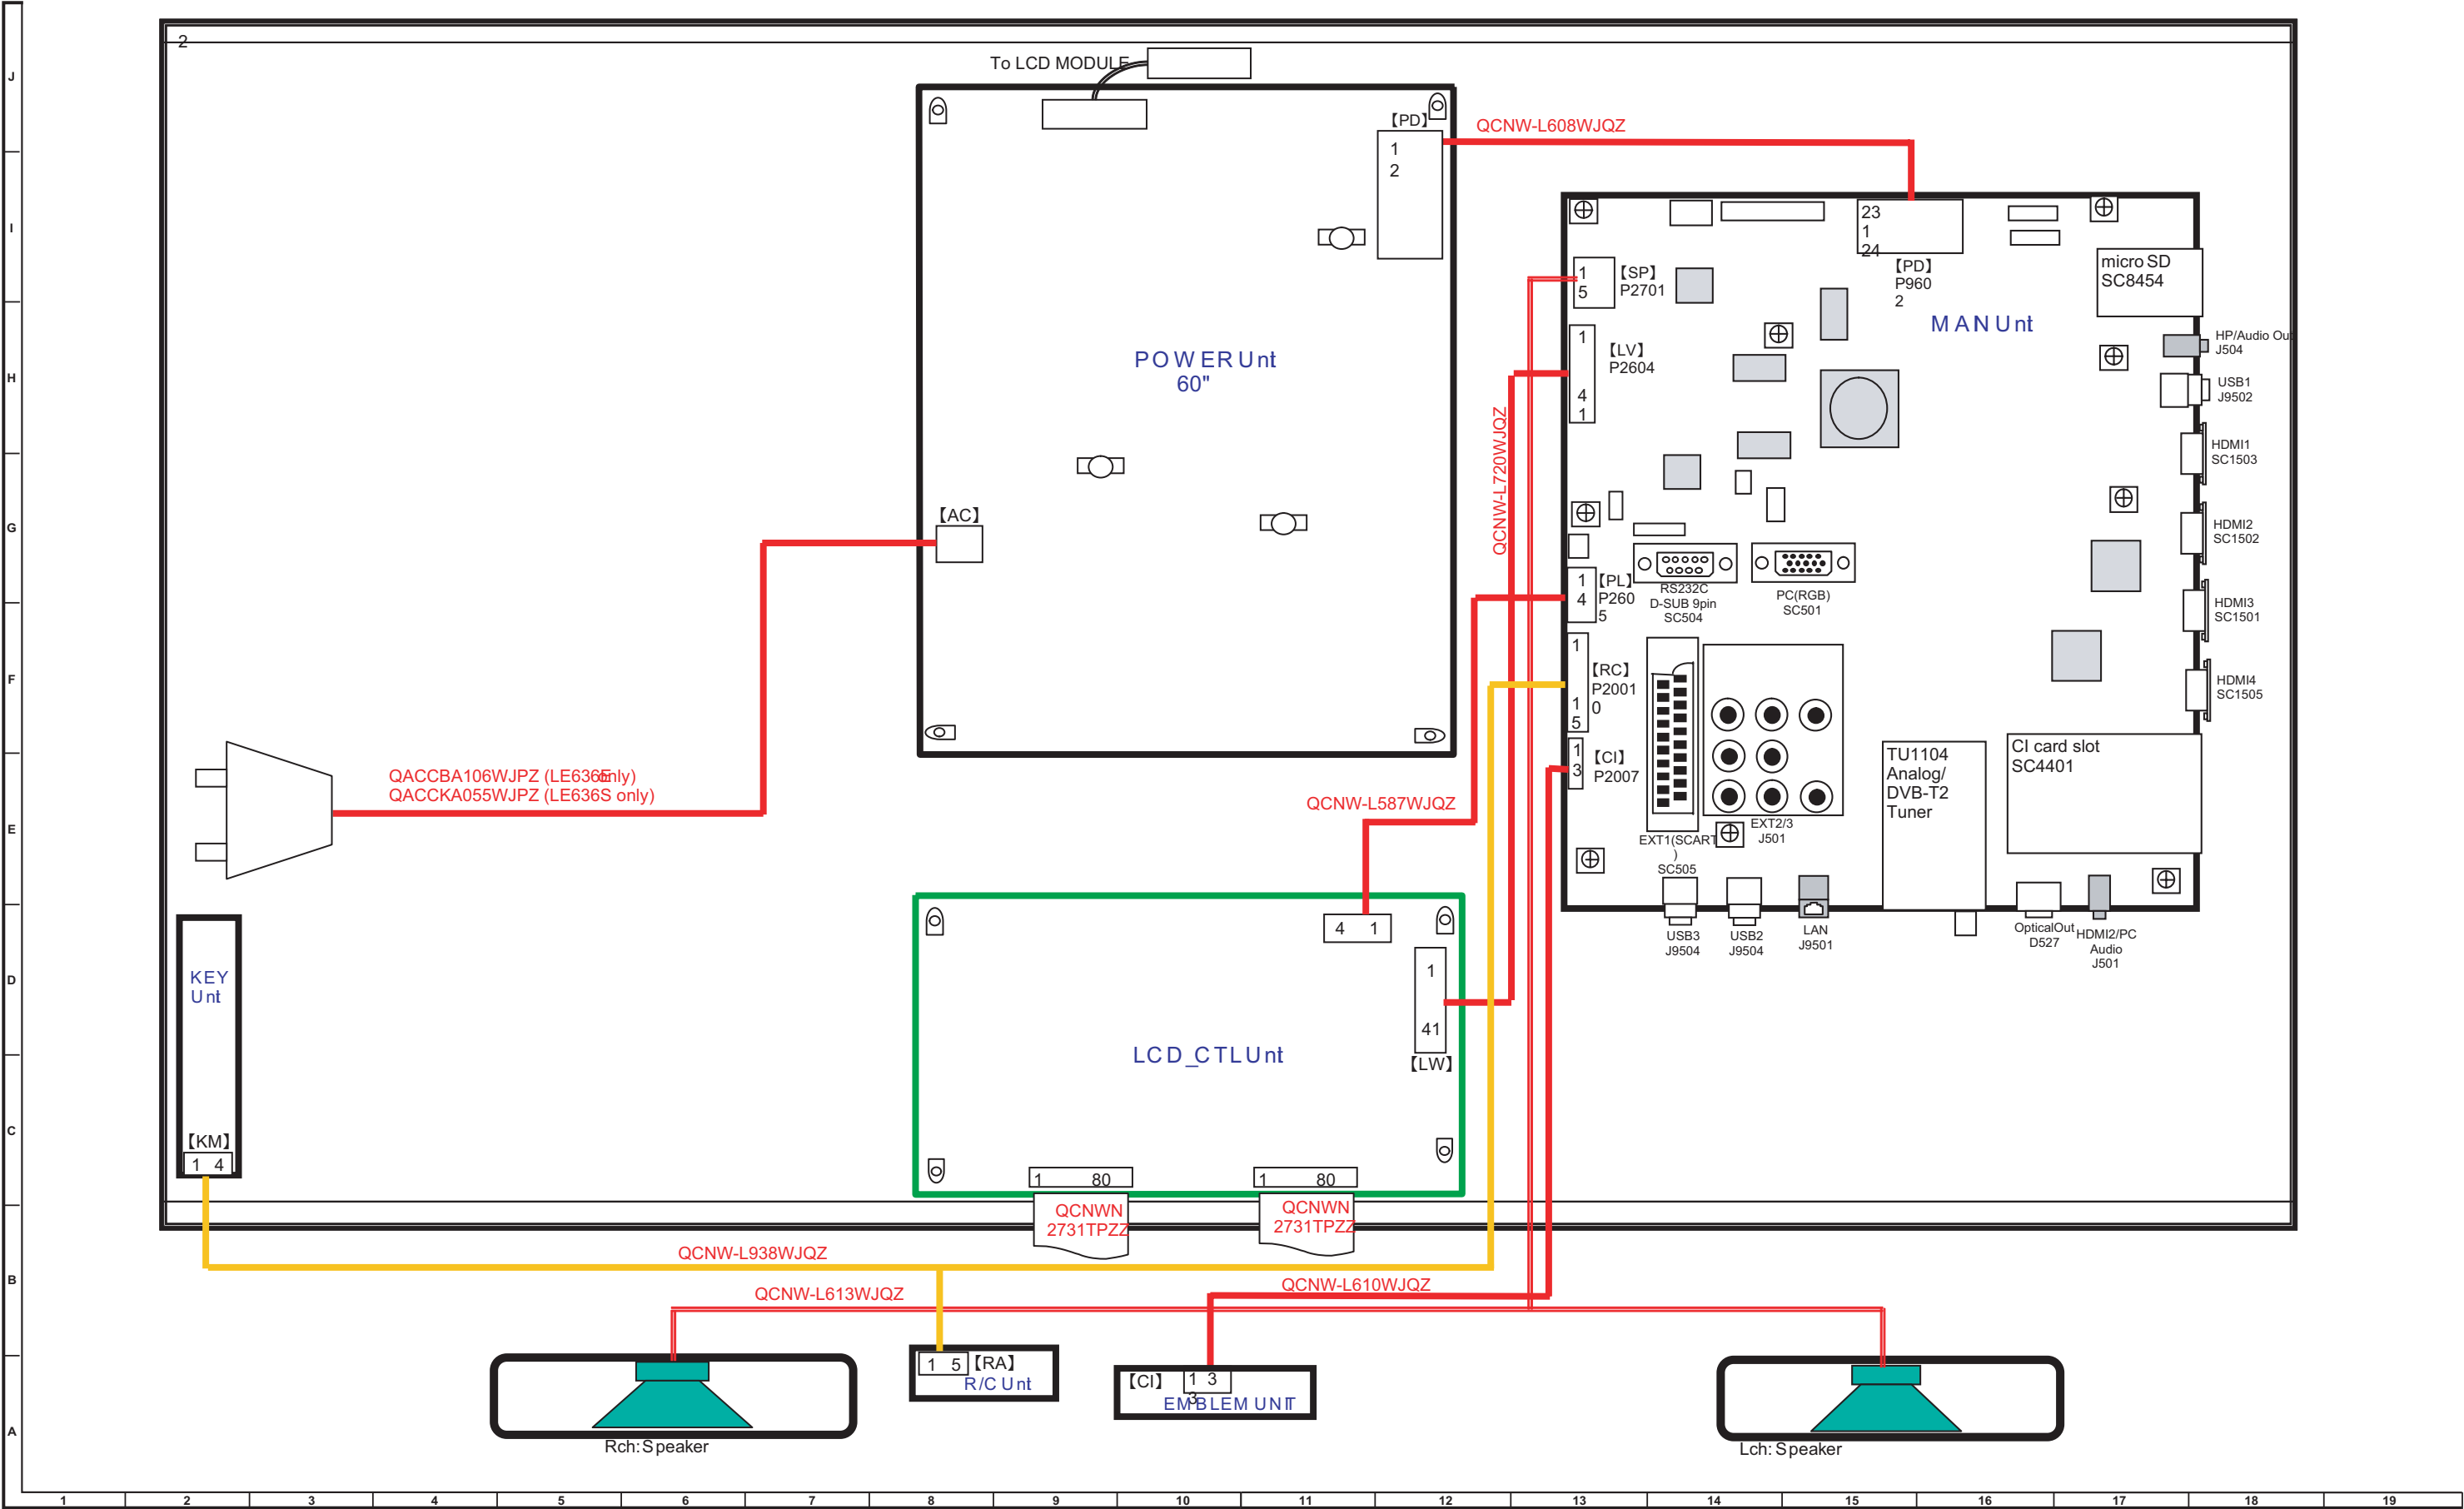 2
J
To LCD MODULE
【PD】
1
2
QCNW-L608WJQZ
I
23
1
24
【PD】
P960
2
micro SD
SC8454
1
5
【SP】
P2701
MAN Unt
H
POWER Unt
60"
1
4
1
【LV】
P2604
HP/Audio Ou
J504
USB1
J9502
HDMI1
SC1503
QCNW-L720WJQZ
G
【AC】
HDMI2
SC1502
1
4
【PL】
P260
5
RS232C
D-SUB 9pin
SC504
PC(RGB)
SC501
HDMI3
SC1501
F
1
1
5
【RC】
P2001
0
HDMI4
SC1505
1
3
【CI】
P2007
TU1104
Analog/
DVB-T2
Tuner
CI card slot
SC4401
E
QACCBA106WJPZ (LE636E only)
QACCKA055WJPZ (LE636S only)
QCNW-L587WJQZ
EXT1(SCART
)
SC505
EXT2/3
J501
4 1
USB3
J9504
USB2
J9504
LAN
J9501
OpticalOut
D527
HDMI2/PC
Audio
J501
D
KEY
Unt
1
41
【LW】
LCD_CTL Unt
C
【KM】
1 4
1 80
1 80
QCNWN
2731TPZZ
QCNWN
2731TPZZ
B
QCNW-L938WJQZ
QCNW-L613WJQZ
QCNW-L610WJQZ
1 5 【RA】
R/C Unt
【CI】
1 3
3
EMBLEM UNIT
A
Rch: Speaker
Lch: Speaker
1 2 3 4 5 6 7 8 9 10 11 12 13 14 15 16 17 18 19